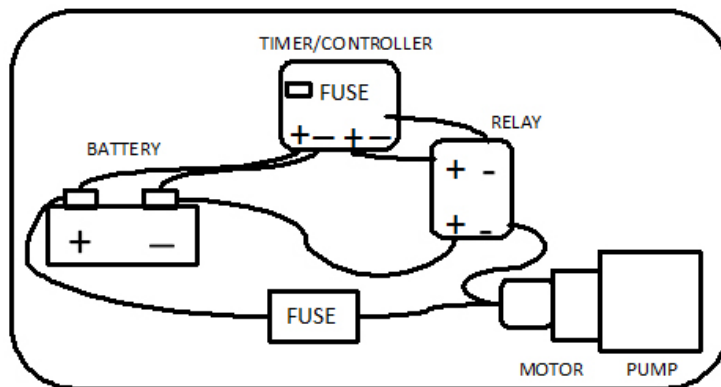 TIMER/CONTROLLER
FUSE
+ − + −
RELAY
BATTERY
+ -
+ −
+ -
FUSE
MOTOR PUMP